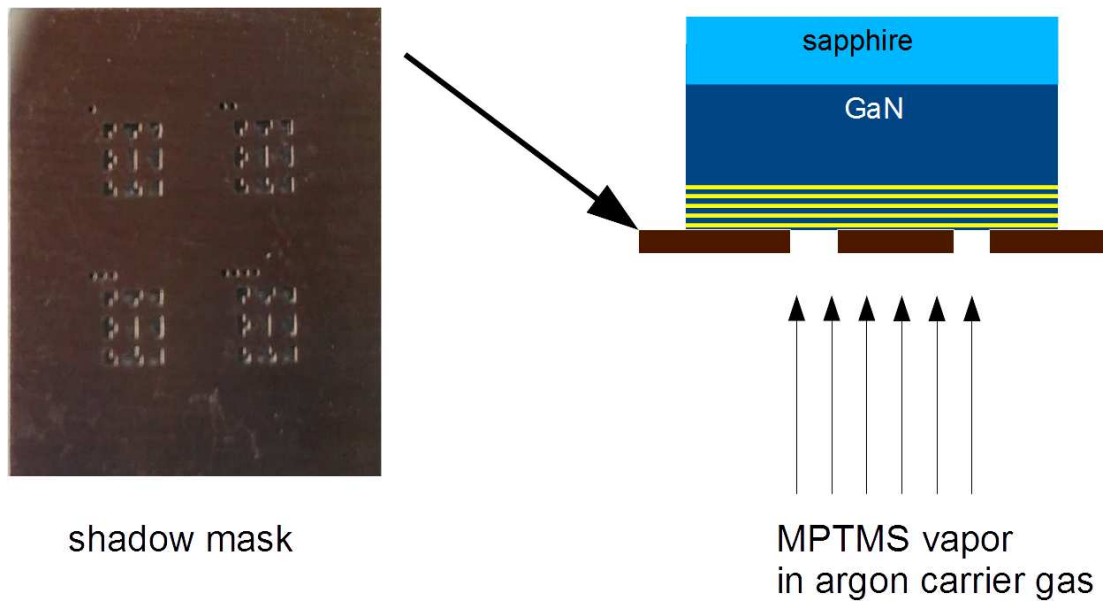 sapphire
GaN
shadow mask
MPTMS vapor
in argon carrier gas